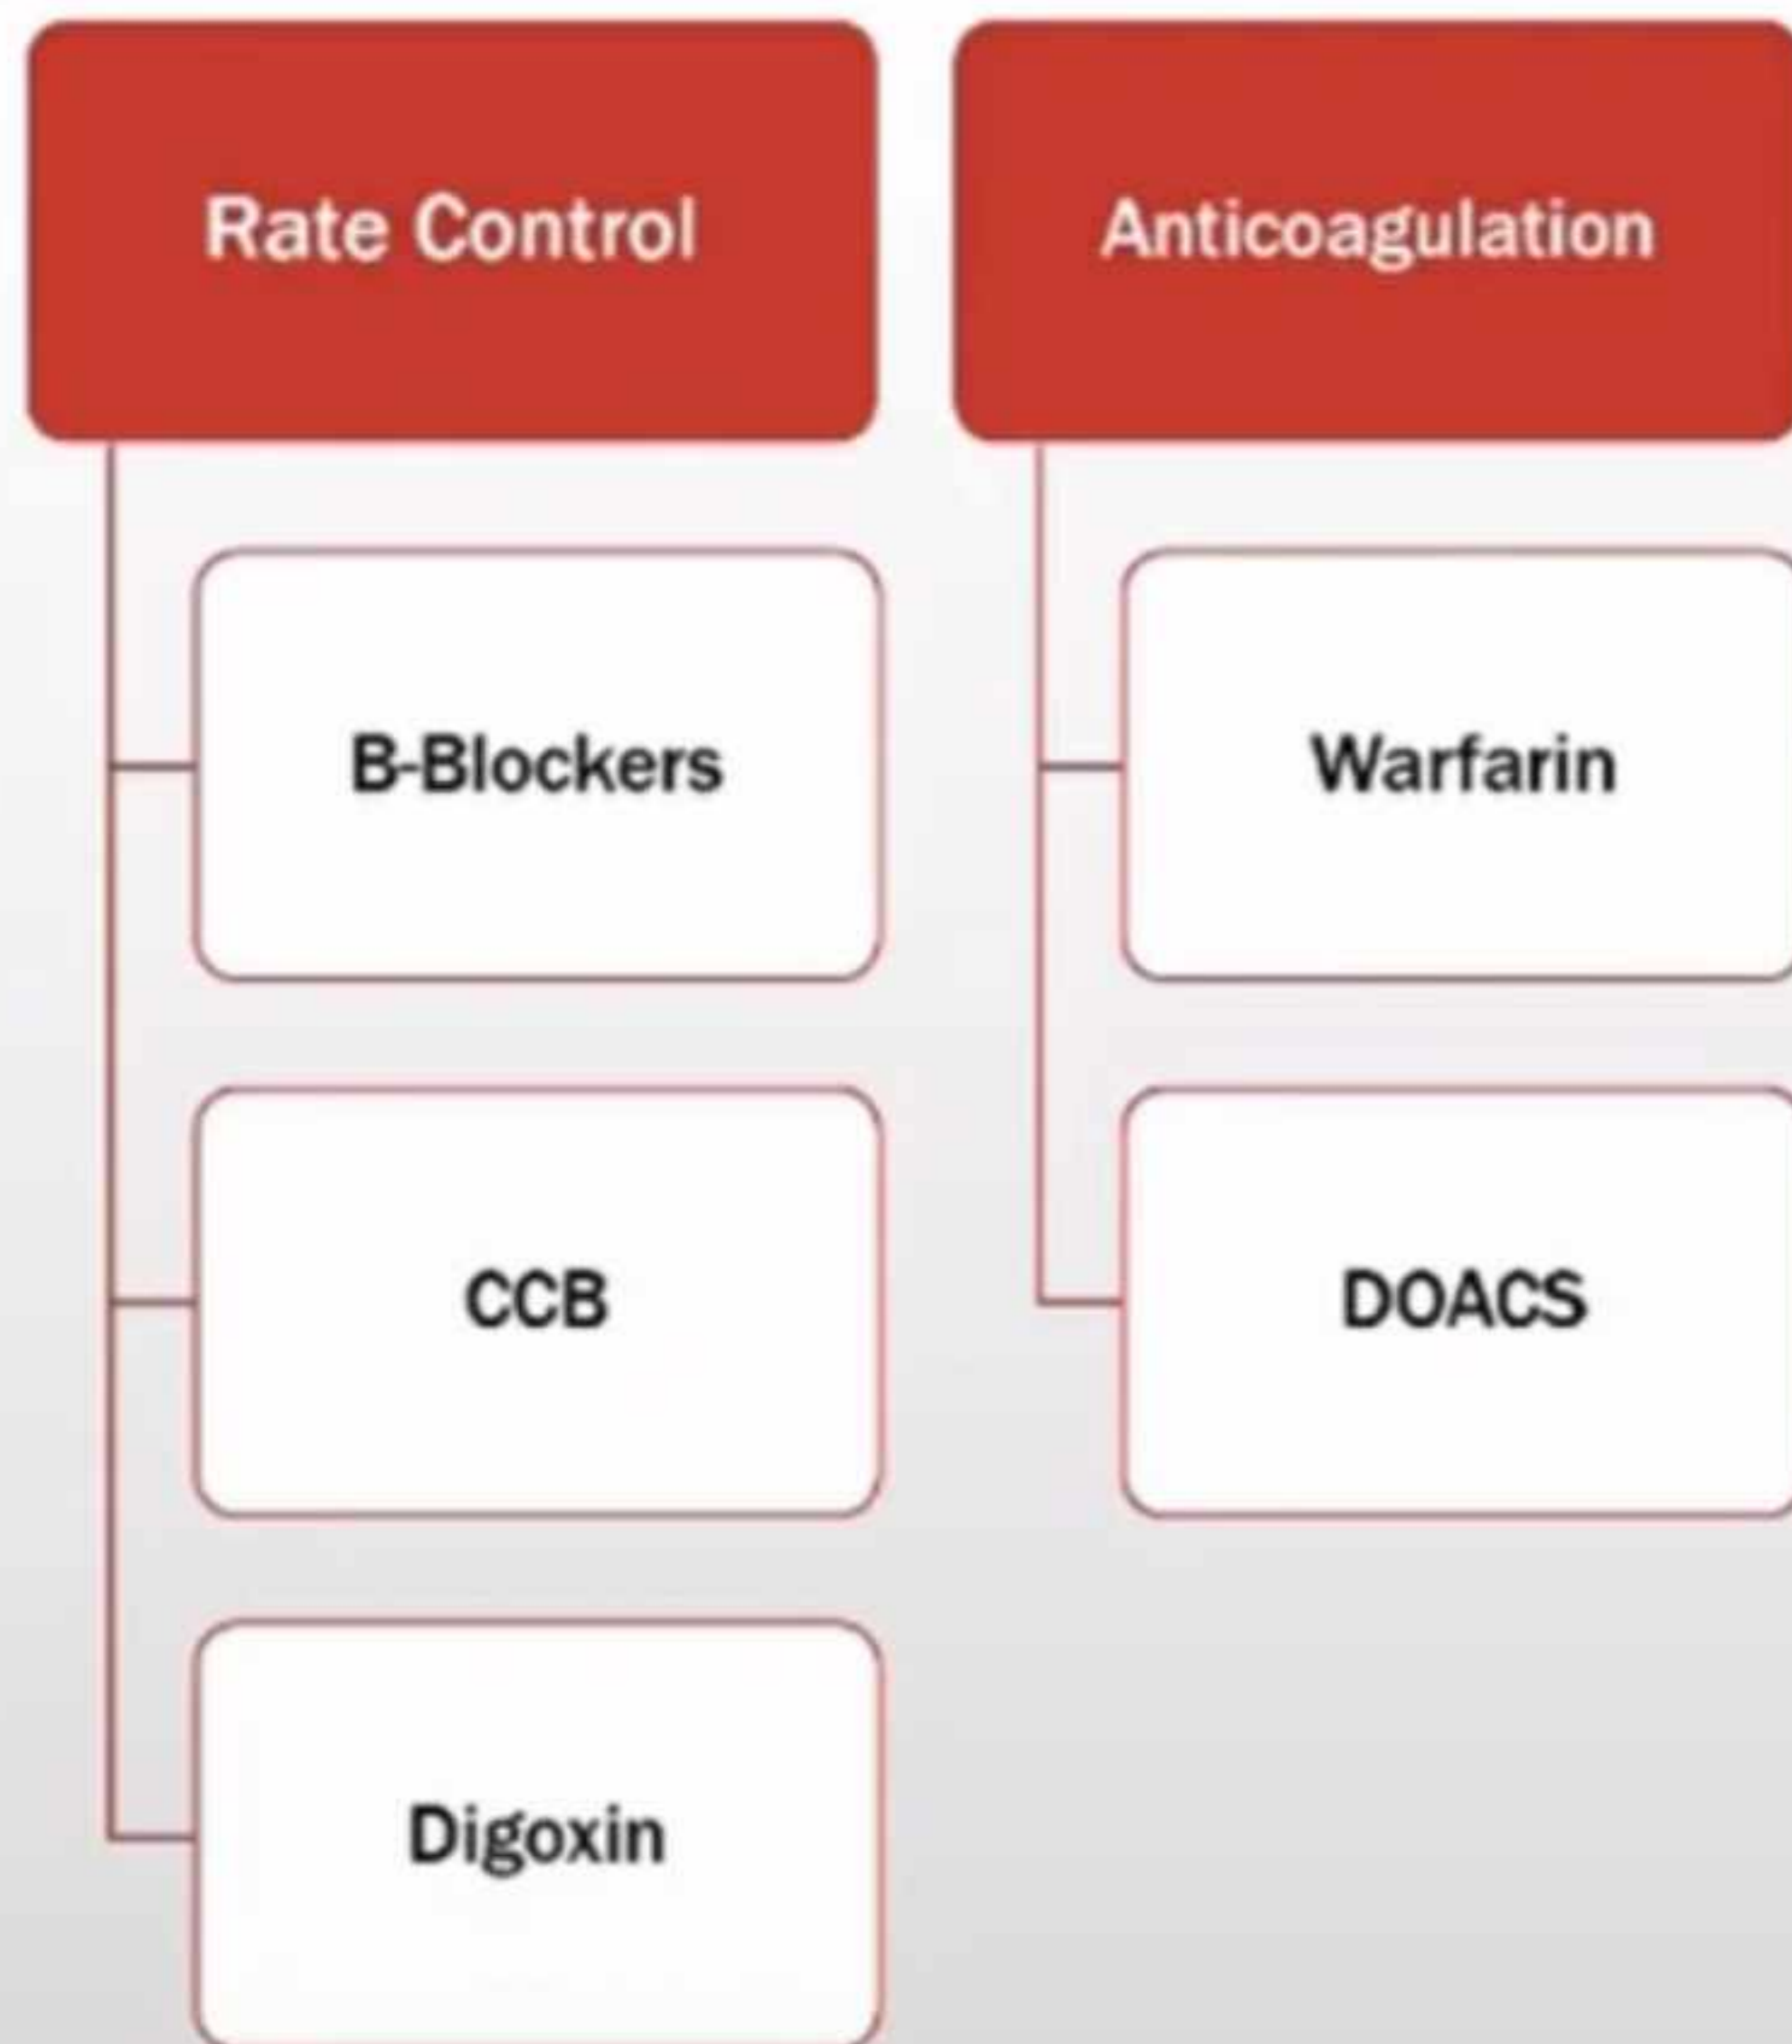 Rate Control
B-Blockers
CCB
Digoxin
Anticoagulation
Warfarin
DOACS